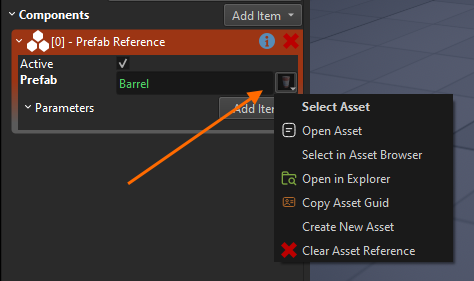 Components
Add Item
[0] - Prefab Reference
Active
Prefab
Barrel
Parameters
Add Item
Select Asset
Open Asset
Select in Asset Browser
Open in Explorer
Copy Asset Guid
Create New Asset
Clear Asset Reference